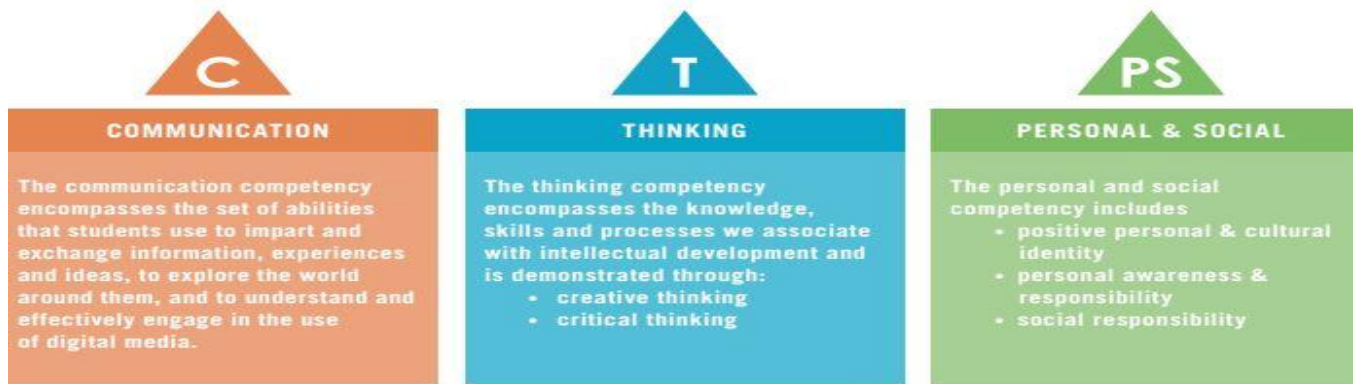 C
COMMUNICATION
The communication competency
encompasses the set of abilities
that students use to impart and
exchange information, experiences
and ideas, to explore the world
around them, and to understand and
effectively engage in the use
of digital media.
T
THINKING
The thinking competency
encompasses the knowledge,
skills and processes we associate
with intellectual development and
is demonstrated through:
• creative thinking
• critical thinking
PS
PERSONAL & SOCIAL
The personal and social
competency includes
• positive personal & cultural
identity
• personal awareness &
responsibility
• social responsibility